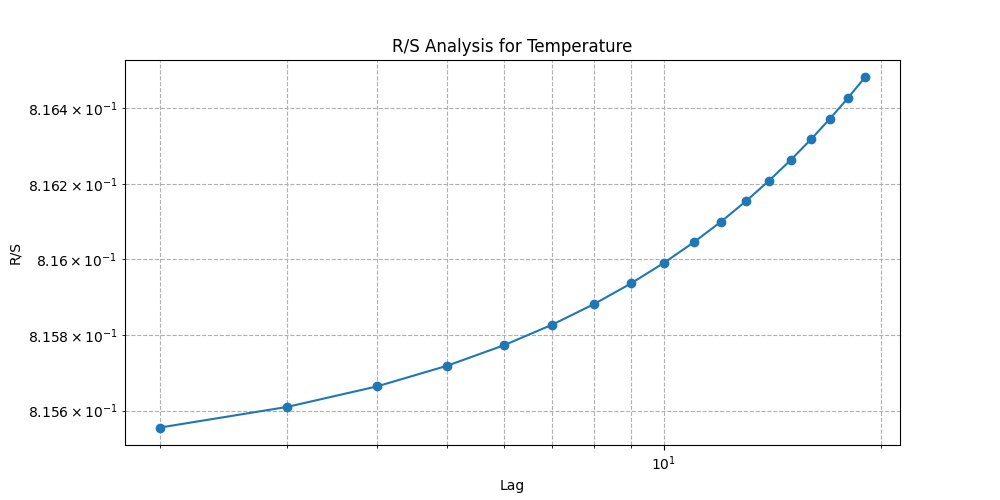 R/S Analysis for Temperature
8.164 × 10⁻¹
8.162 × 10⁻¹
8.16 × 10⁻¹
8.158 × 10⁻¹
8.156 × 10⁻¹
R/S
10¹
Lag